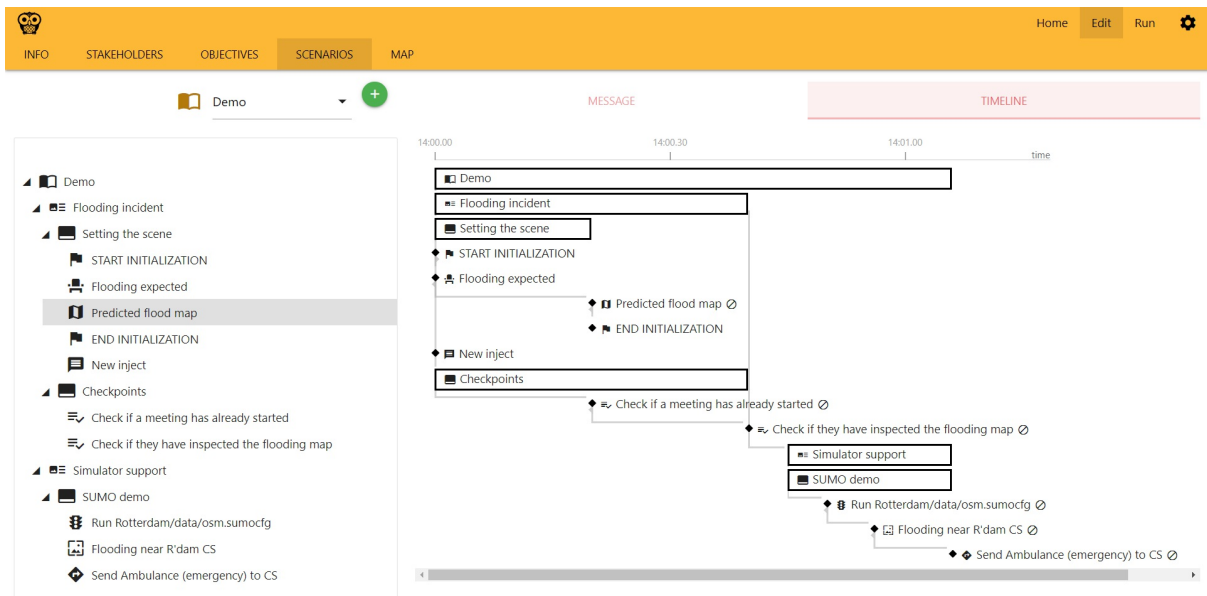 Home Edit Run
INFO STAKEHOLDERS OBJECTIVES SCENARIOS MAP
Demo
MESSAGE TIMELINE
Demo
Flooding incident
Setting the scene
START INITIALIZATION
Flooding expected
Predicted flood map
END INITIALIZATION
New inject
Checkpoints
Check if a meeting has already started
Check if they have inspected the flooding map
Simulator support
SUMO demo
Run Rotterdam/data/osm.sumocfg
Flooding near R'dam CS
Send Ambulance (emergency) to CS
14:00.00 14:00.30 14:01.00
time
Demo
Flooding incident
Setting the scene
START INITIALIZATION
Flooding expected
Predicted flood map
END INITIALIZATION
New inject
Checkpoints
Check if a meeting has already started
Check if they have inspected the flooding map
Simulator support
SUMO demo
Run Rotterdam/data/osm.sumocfg
Flooding near R'dam CS
Send Ambulance (emergency) to CS